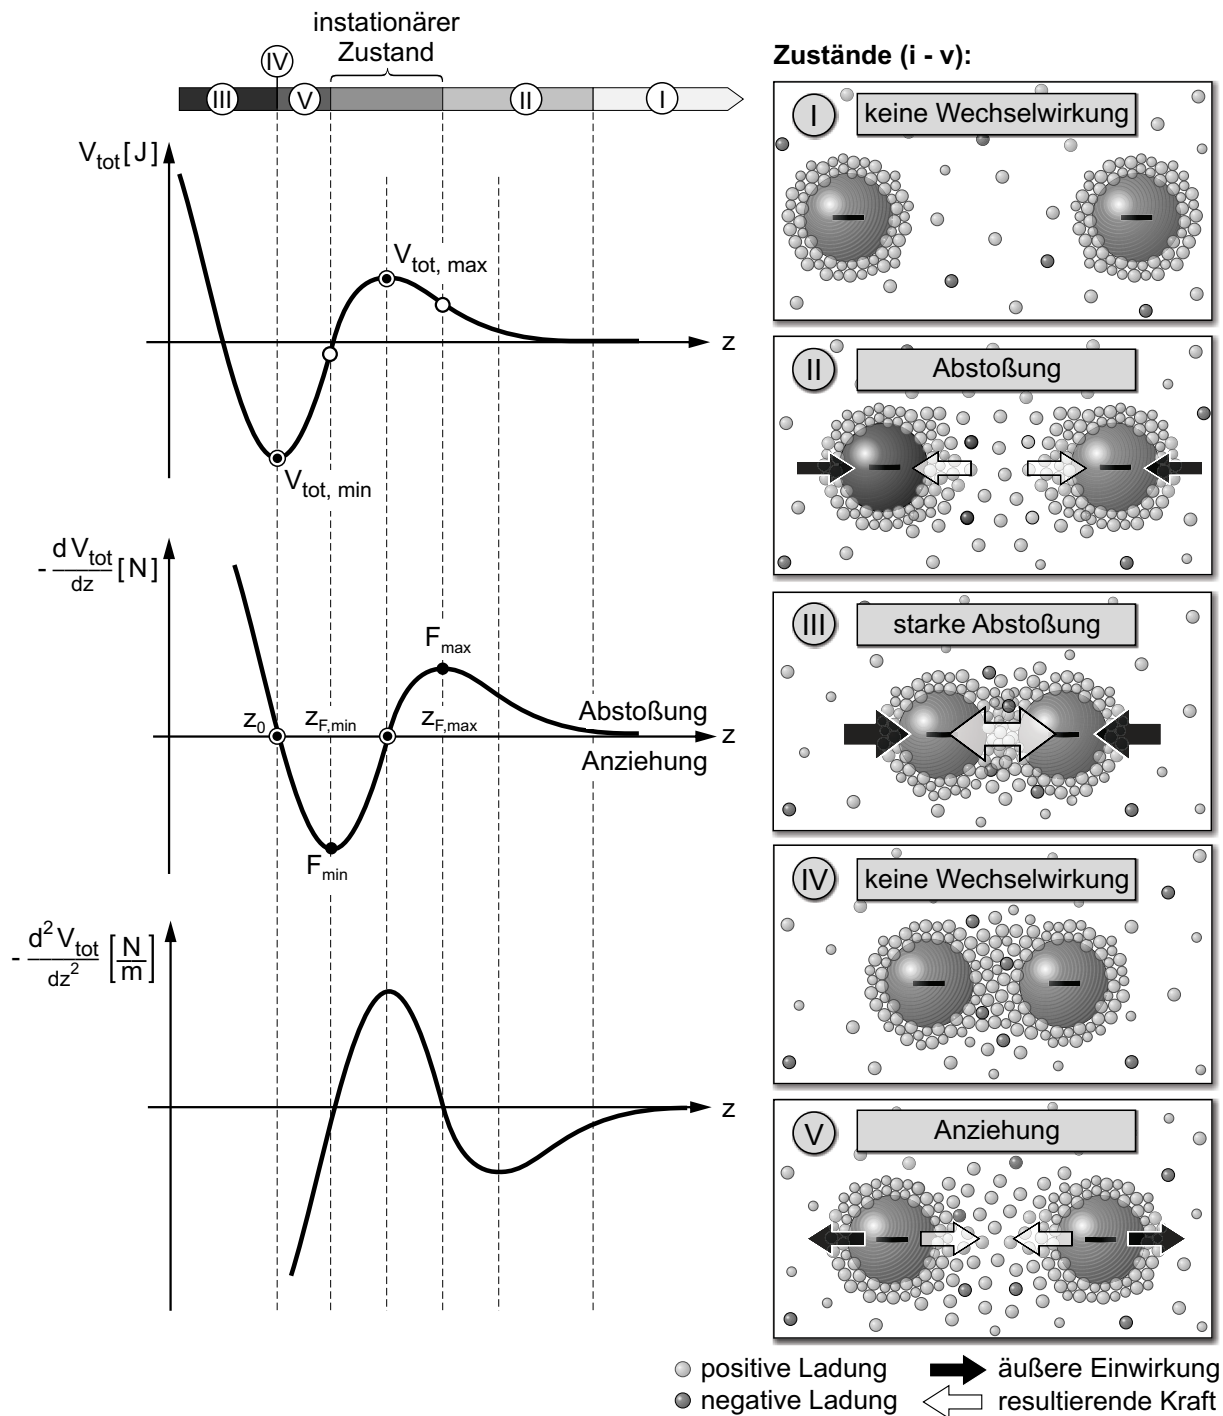 instationärer
Zustand
IV
III
V
II
I
V_tot [J]
V_tot, max
z
V_tot, min
- dV_tot/dz [N]
F_max
z_0
z_F,min
z_F,max
Abstoßung
z
Anziehung
F_min
- d²V_tot/dz² [N/m]
z
Zustände (i - v):
I keine Wechselwirkung
II Abstoßung
III starke Abstoßung
IV keine Wechselwirkung
V Anziehung
positive Ladung
äußere Einwirkung
negative Ladung
resultierende Kraft